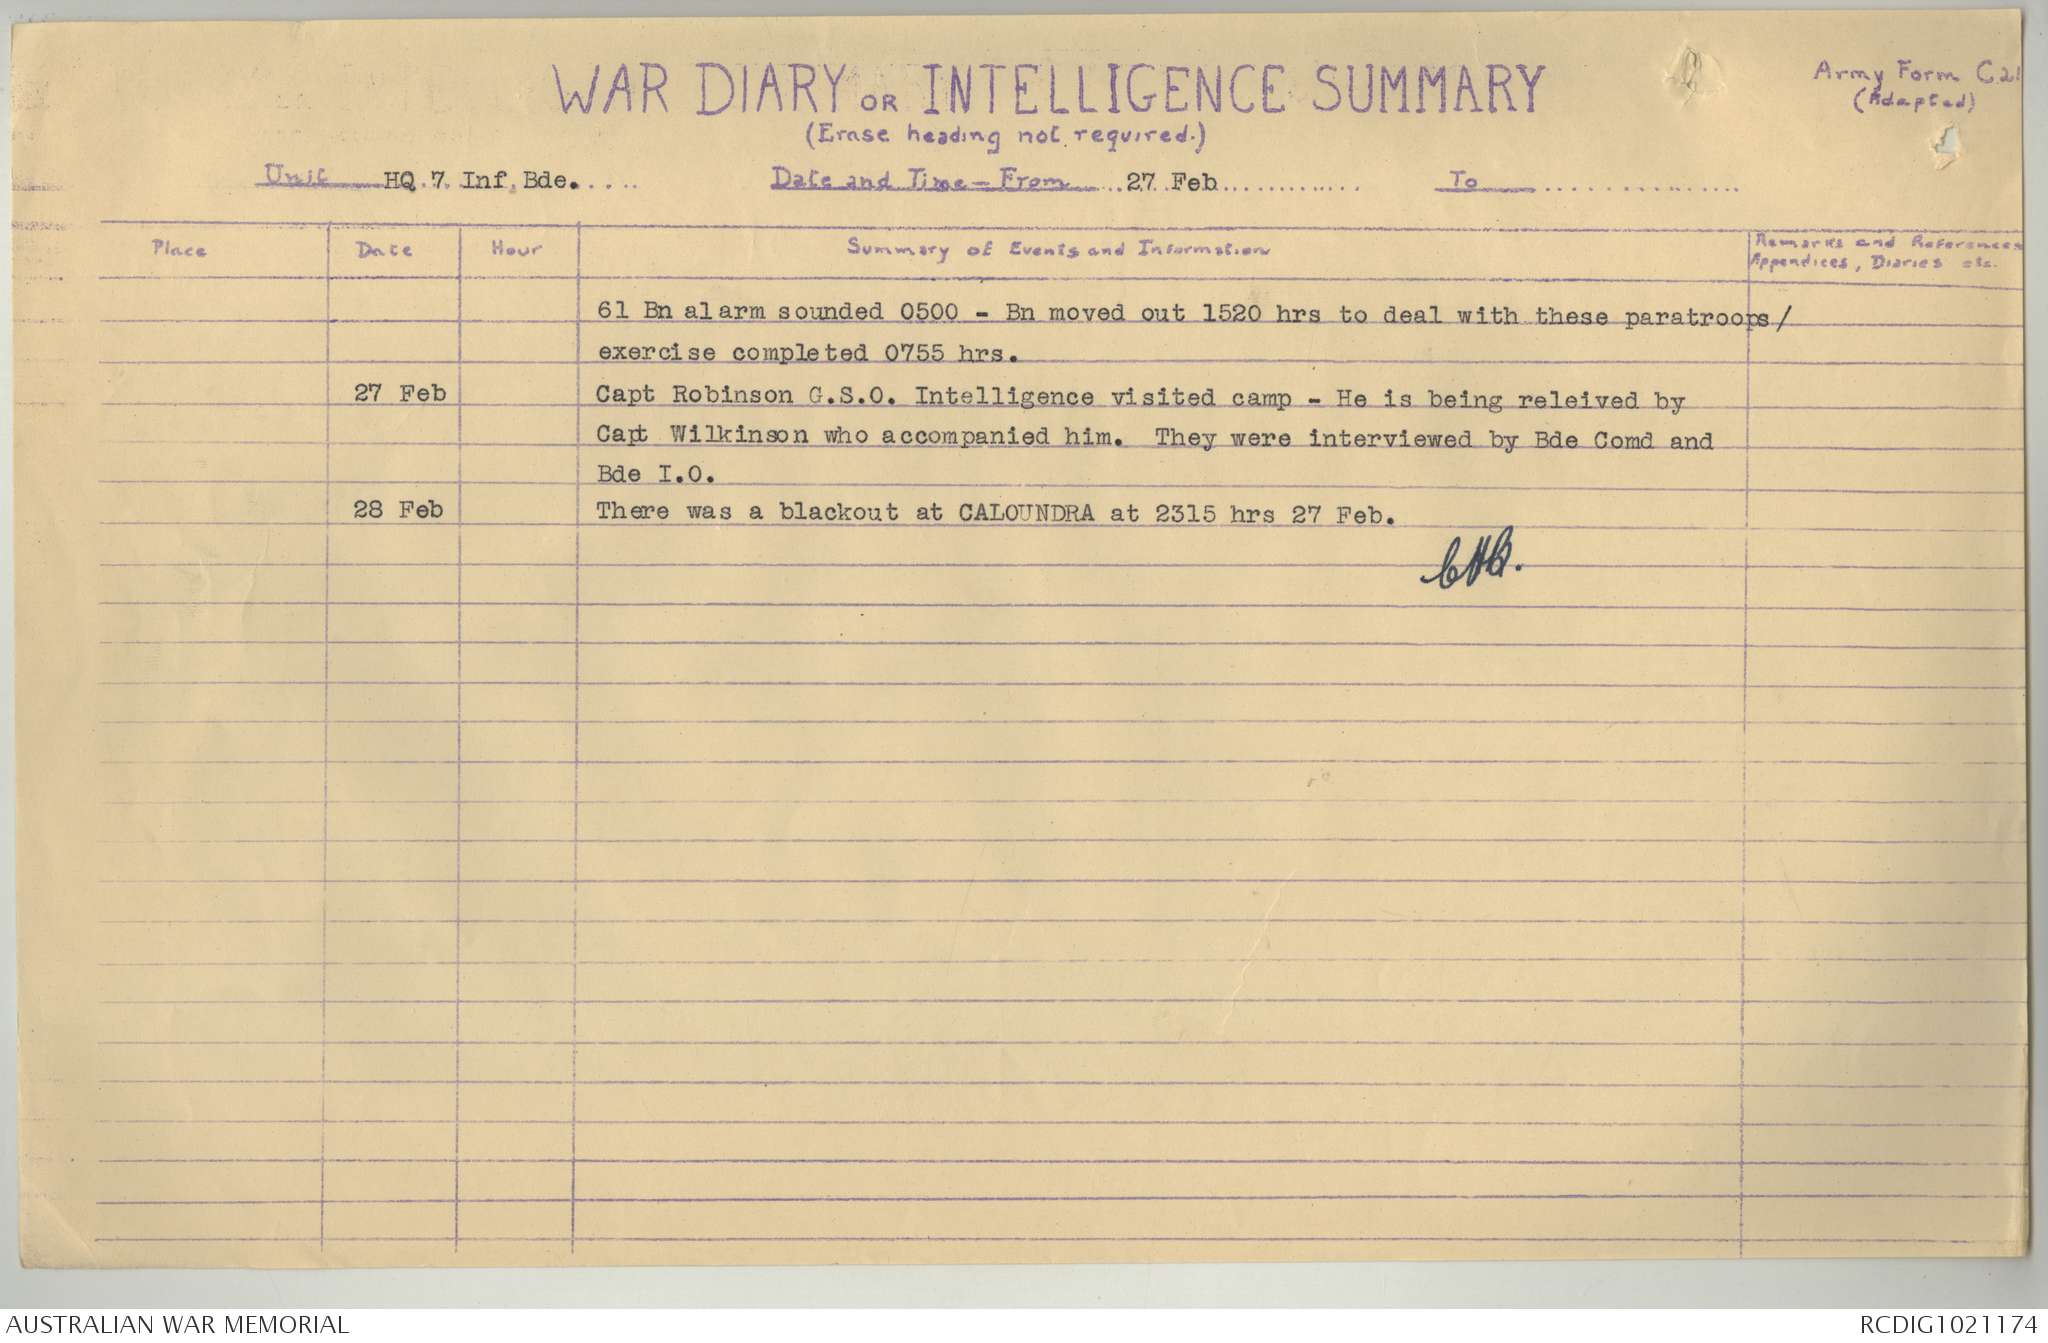 WAR DIARY OR INTELLIGENCE SUMMARY
Army Form C21
(Adapted)
(Erase heading not required.)
Unit HQ 7 Inf Bde. Date and Time - From 27 Feb To
Place Date Hour Summary of Events and Information Remarks and References
Appendices, Diaries etc.
61 Bn alarm sounded 0500 - Bn moved out 1520 hrs to deal with these paratroops/
exercise completed 0755 hrs.
27 Feb Capt Robinson G.S.O. Intelligence visited camp - He is being releived by
Capt Wilkinson who accompanied him. They were interviewed by Bde Comd and
Bde I.O.
28 Feb There was a blackout at CALOUNDRA at 2315 hrs 27 Feb.
AUSTRALIAN WAR MEMORIAL
RCDIG1021174